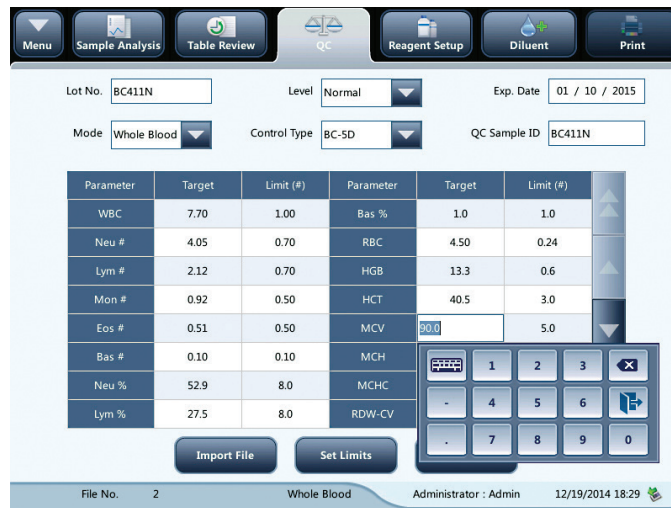 Menu Sample Analysis Table Review QC Reagent Setup Diluent Print
Lot No. BC411N Level Normal Exp. Date 01 / 10 / 2015
Mode Whole Blood Control Type BC-5D QC Sample ID BC411N
Parameter Target Limit (#) Parameter Target Limit (#)
WBC 7.70 1.00 Bas % 1.0 1.0
Neu # 4.05 0.70 RBC 4.50 0.24
Lym # 2.12 0.70 HGB 13.3 0.6
Mon # 0.92 0.50 HCT 40.5 3.0
Eos # 0.51 0.50 MCV 90.0 5.0
Bas # 0.10 0.10 MCH 1 2 3
Neu % 52.9 8.0 MCHC - 4 5 6
Lym % 27.5 8.0 RDW-CV . 7 8 9 0
Import File Set Limits
File No. 2 Whole Blood Administrator : Admin 12/19/2014 18:29